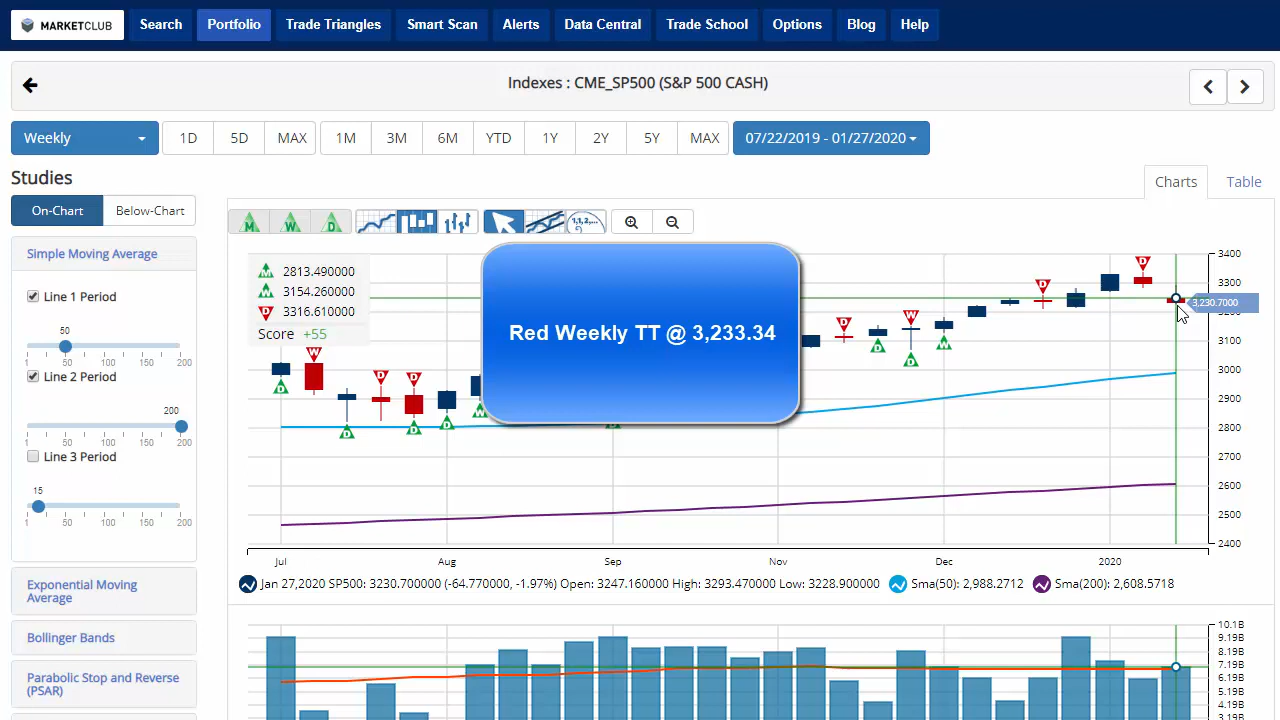 MARKETCLUB Search Portfolio Trade Triangles Smart Scan Alerts Data Central Trade School Options Blog Help
Indexes : CME_SP500 (S&P 500 CASH)
Weekly 1D 5D MAX 1M 3M 6M YTD 1Y 2Y 5Y MAX 07/22/2019 - 01/27/2020
Studies
Charts Table
On-Chart Below-Chart
M W D
Simple Moving Average
Line 1 Period
50
1 50 100 150 200
Line 2 Period
200
1 50 100 150 200
Line 3 Period
15
1 50 100 150 200
Exponential Moving
Average
Bollinger Bands
Parabolic Stop and Reverse
(PSAR)
M 2813.490000
W 3154.260000
D 3316.610000
Score +55
Red Weekly TT @ 3,233.34
3,230.7000
3400
3300
3100
3000
2900
2800
2700
2600
2500
2400
Jul Aug Sep Nov Dec 2020
Jan 27,2020 SP500: 3230.700000 (-64.770000, -1.97%) Open: 3247.160000 High: 3293.470000 Low: 3228.900000 Sma(50): 2,988.2712 Sma(200): 2,608.5718
10.1B
9.19B
8.19B
7.19B
6.19B
5.19B
4.19B